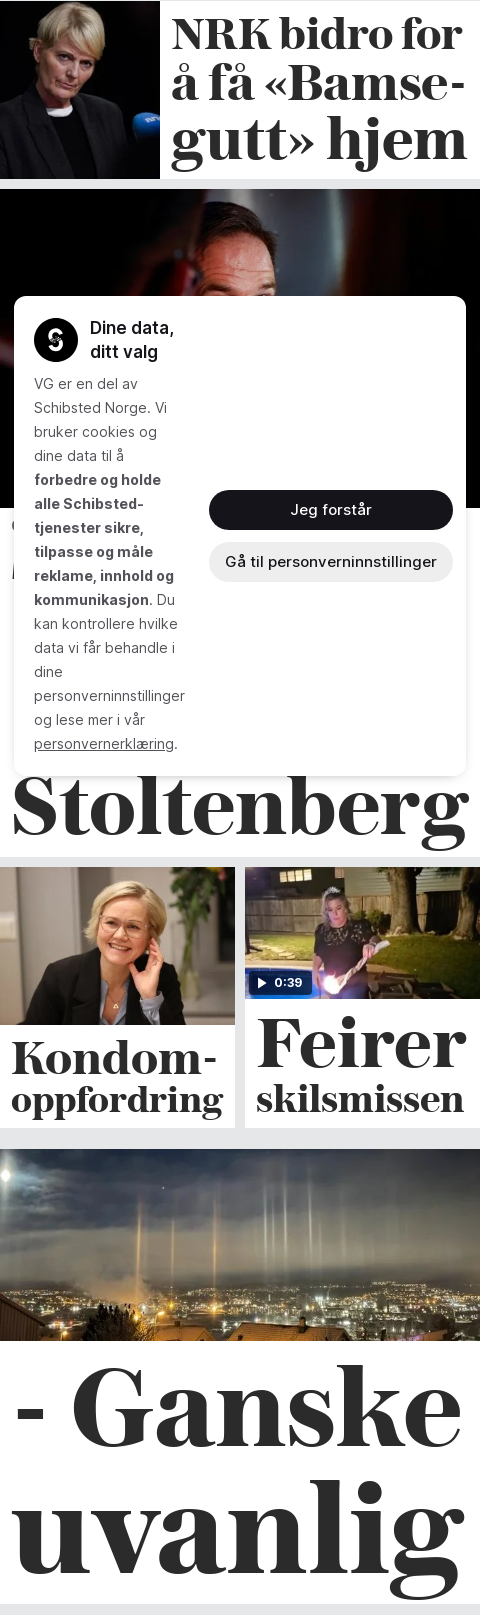 NRK bidro for
å få «Bamse-
gutt» hjem
Dine data,
ditt valg
VG er en del av
Schibsted Norge. Vi
bruker cookies og
dine data til å
forbedre og holde
alle Schibsted-
tjenester sikre,
tilpasse og måle
reklame, innhold og
kommunikasjon. Du
kan kontrollere hvilke
data vi får behandle i
dine
personverninnstillinger
og lese mer i vår
personvernerklæring.
Jeg forstår
Gå til personverninnstillinger
Stoltenberg
0:39
Kondom-
oppfordring
Feirer
skilsmissen
- Ganske
uvanlig